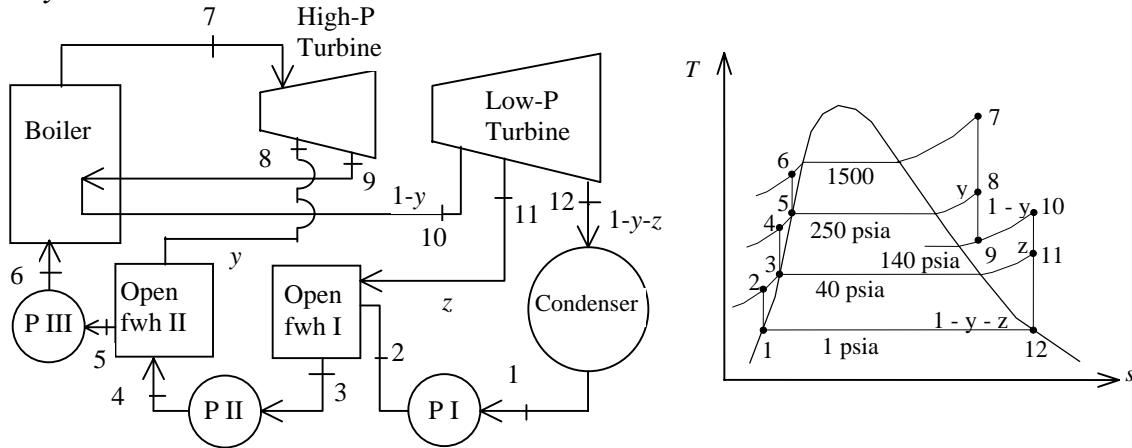 7
High-P
Turbine
Boiler
Low-P
Turbine
8
9
1-y
10
11
12
1-y-z
6
y
Open
fwh II
Open
fwh I
z
Condenser
P III
5
4
P II
3
2
P I
1
T
7
6
1500
5
y
8
250 psia
1 - y
10
4
3
140 psia
9
z
11
2
40 psia
1 - y - z
1
1 psia
12
s